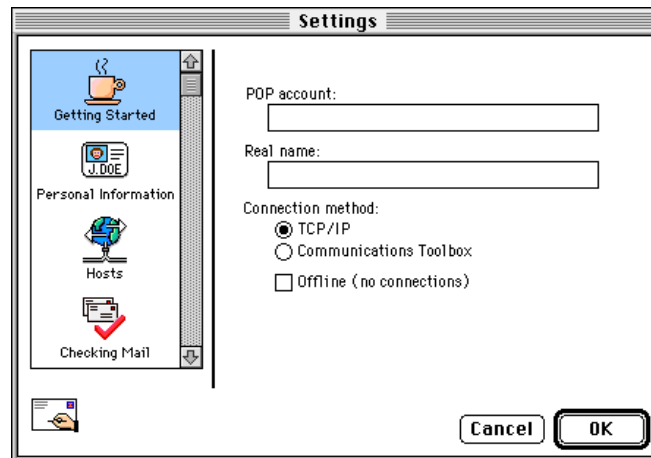 Settings
Getting Started
J.DOE
Personal Information
Hosts
Checking Mail
POP account:
Real name:
Connection method:
TCP/IP
Communications Toolbox
Offline (no connections)
Cancel
OK